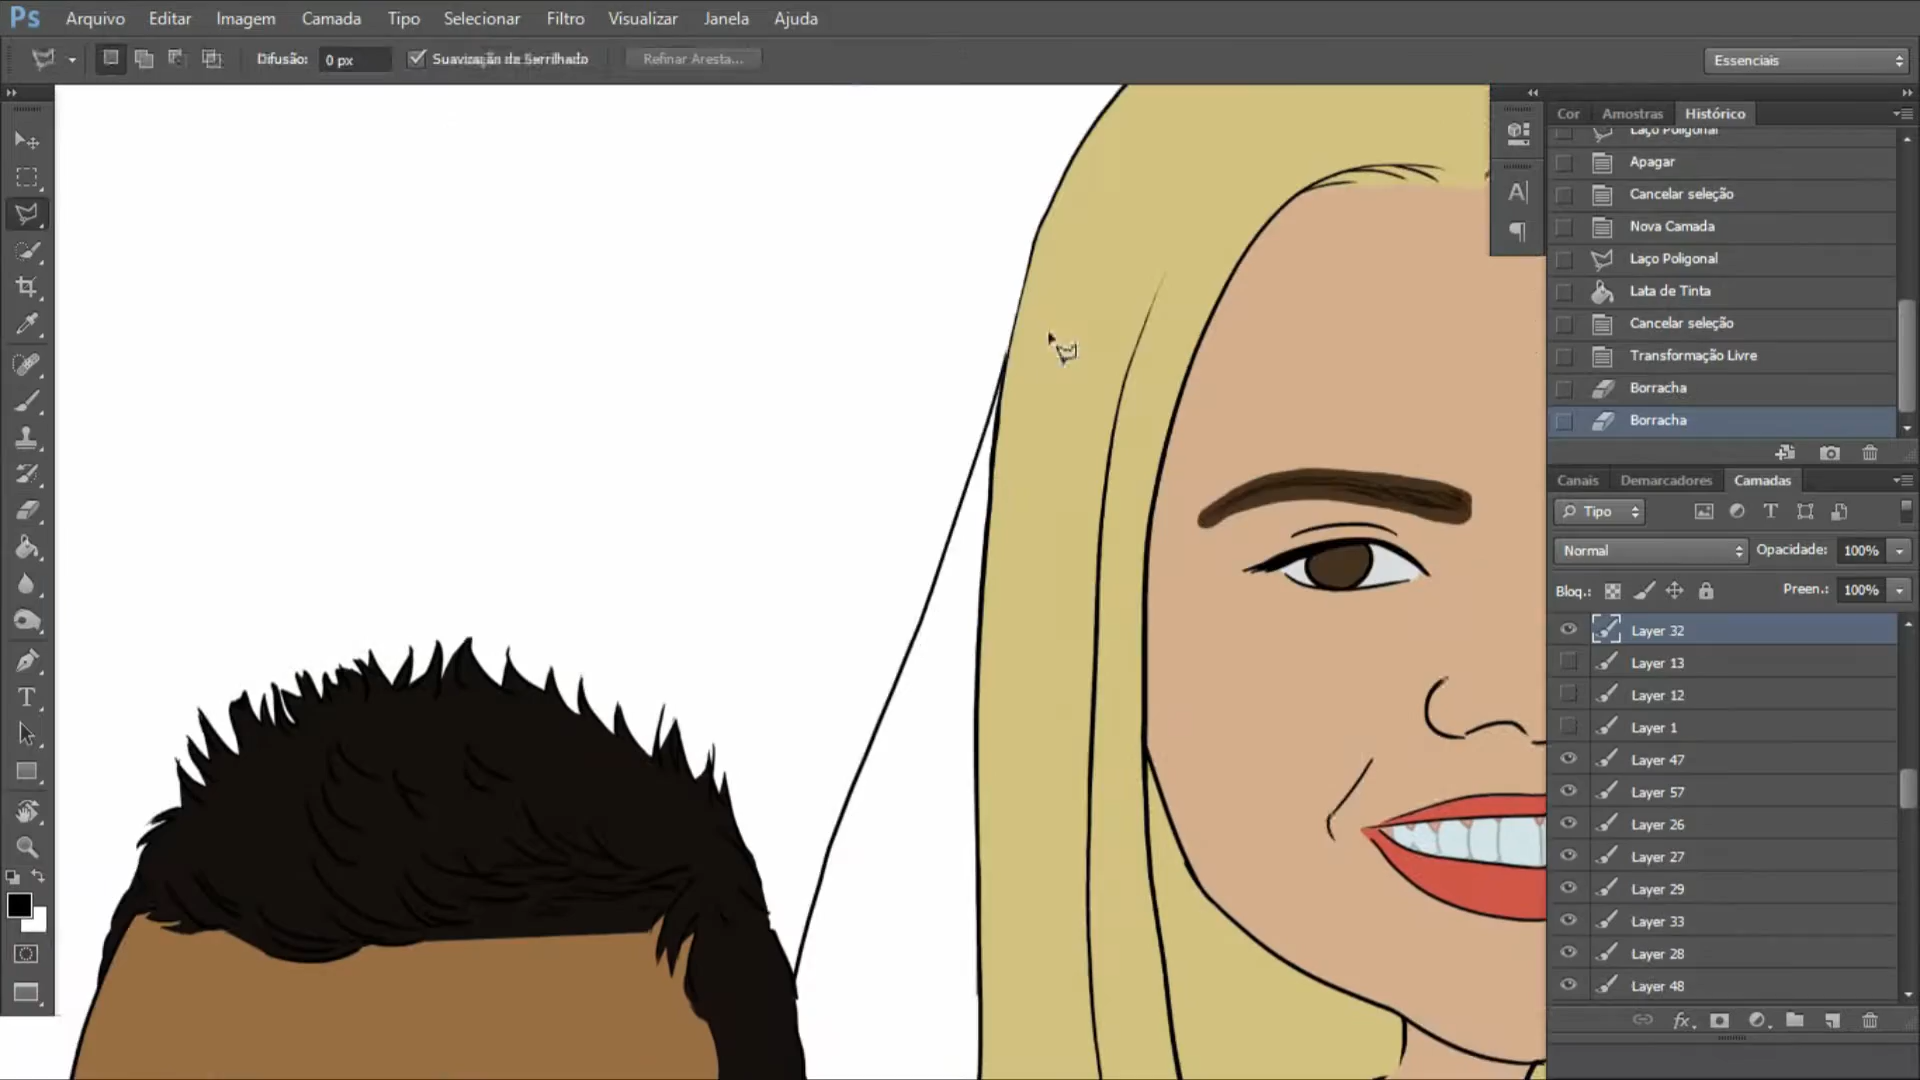 Ps Arquivo Editar Imagem Camada Tipo Selecionar Filtro Visualizar Janela Ajuda
Difusão: 0 px Suavização de Serrilhado Refinar Aresta... Essenciais
Cor Amostras Histórico
Laço Poligonal
Apagar
Cancelar seleção
Nova Camada
Laço Poligonal
Lata de Tinta
Cancelar seleção
Transformação Livre
Borracha
Borracha
Canais Demarcadores Camadas
Tipo
Normal Opacidade: 100%
Bloq.: Preen.: 100%
Layer 32
Layer 13
Layer 12
Layer 1
Layer 47
Layer 57
Layer 26
Layer 27
Layer 29
Layer 33
Layer 28
Layer 48